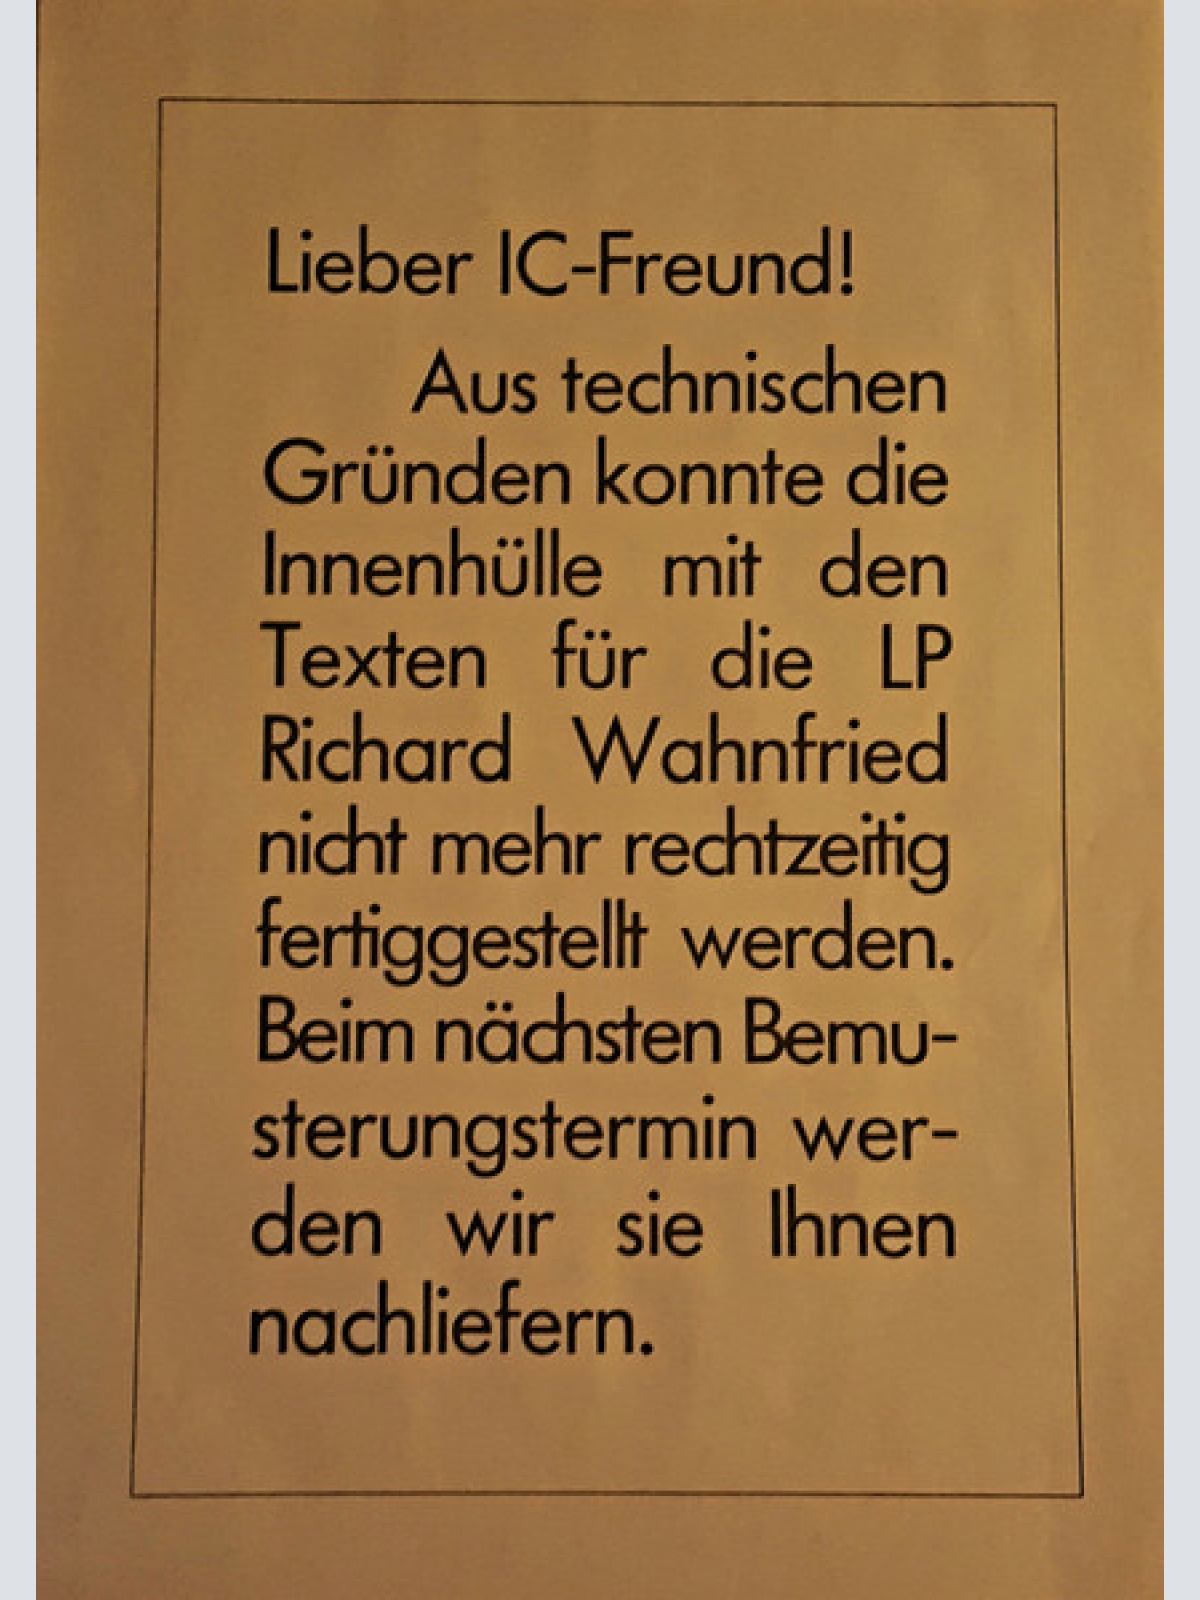 Lieber IC-Freund!
Aus technischen
Gründen konnte die
Innenhülle mit den
Texten für die LP
Richard Wahnfried
nicht mehr rechtzeitig
fertiggestellt werden.
Beim nächsten Bemu-
sterungstermin wer-
den wir sie Ihnen
nachliefern.